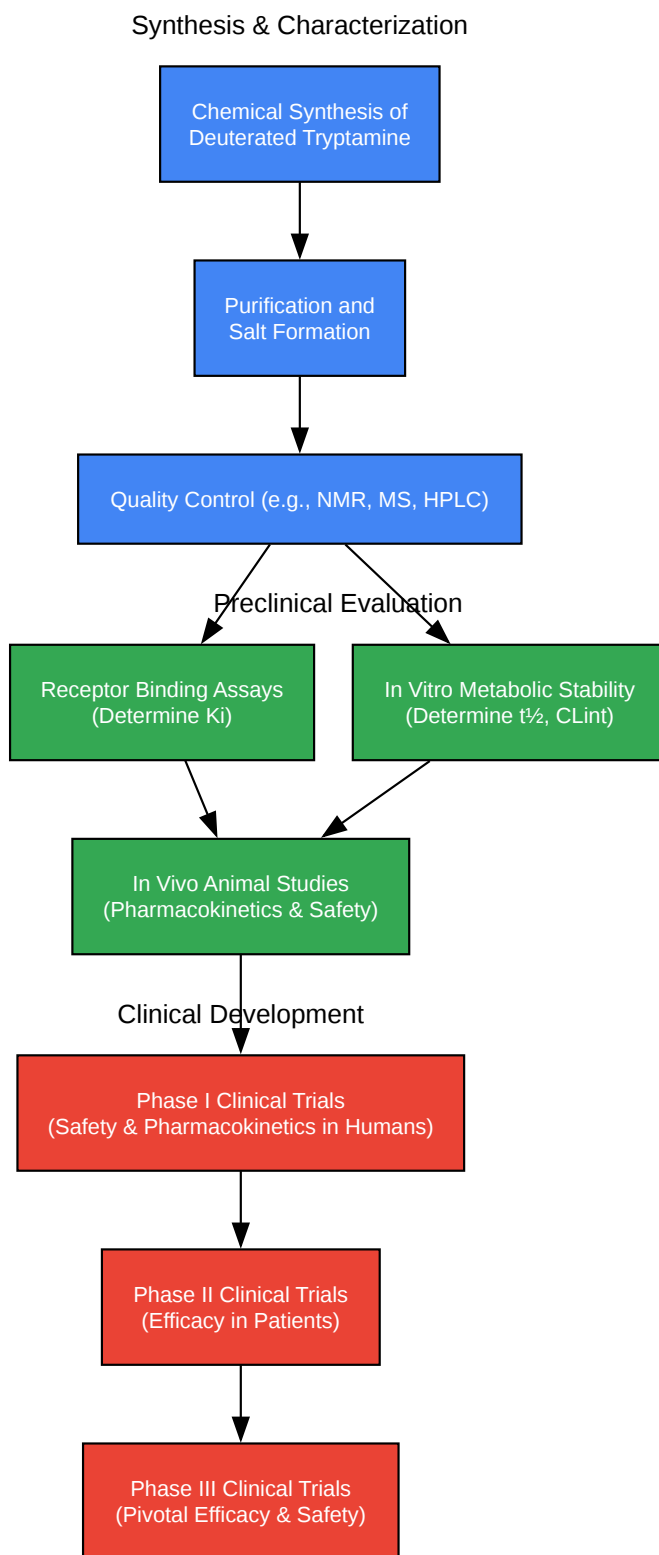 Synthesis & Characterization
Chemical Synthesis of
Deuterated Tryptamine
Purification and
Salt Formation
Quality Control (e.g., NMR, MS, HPLC)
Preclinical Evaluation
Receptor Binding Assays
(Determine Ki)
In Vitro Metabolic Stability
(Determine t½, CLint)
In Vivo Animal Studies
(Pharmacokinetics & Safety)
Clinical Development
Phase I Clinical Trials
(Safety & Pharmacokinetics in Humans)
Phase II Clinical Trials
(Efficacy in Patients)
Phase III Clinical Trials
(Pivotal Efficacy & Safety)